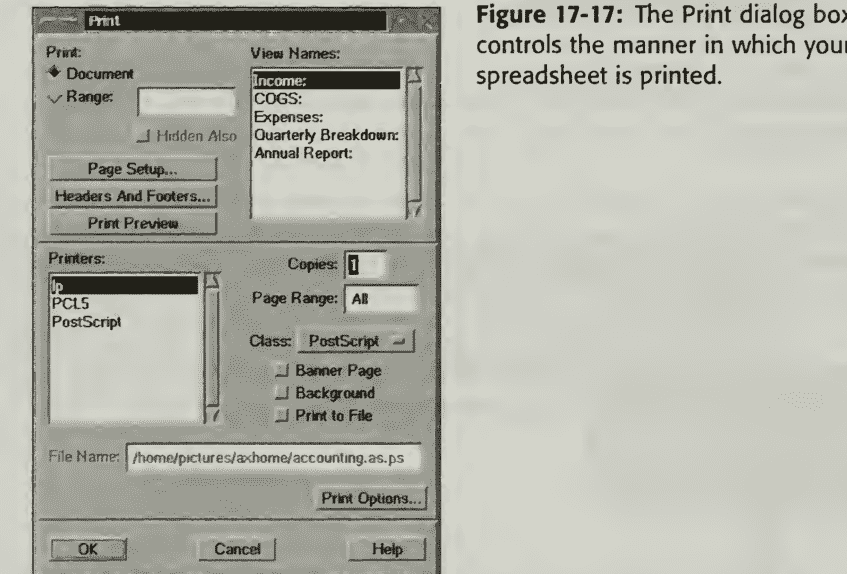 Print
Print:
Document
Range:
Hidden Also
Page Setup...
Headers And Footers...
Print Preview
View Names:
Income:
COGS:
Expenses:
Quarterly Breakdown:
Annual Report:
Printers:
lp
PCL5
PostScript
Copies: 1
Page Range: All
Class: PostScript
Banner Page
Background
Print to File
File Name: /home/pictures/axhome/accounting.as.ps
Print Options...
OK Cancel Help
Figure 17-17: The Print dialog box
controls the manner in which your
spreadsheet is printed.